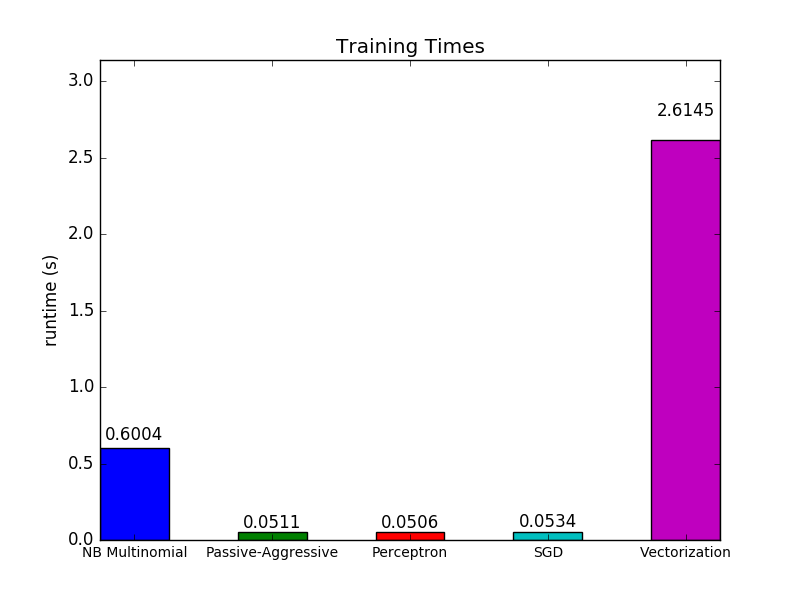 Training Times
3.0
2.5
2.0
1.5
1.0
0.5
0.0
runtime (s)
0.6004
0.0511
0.0506
0.0534
2.6145
NB Multinomial
Passive-Aggressive
Perceptron
SGD
Vectorization